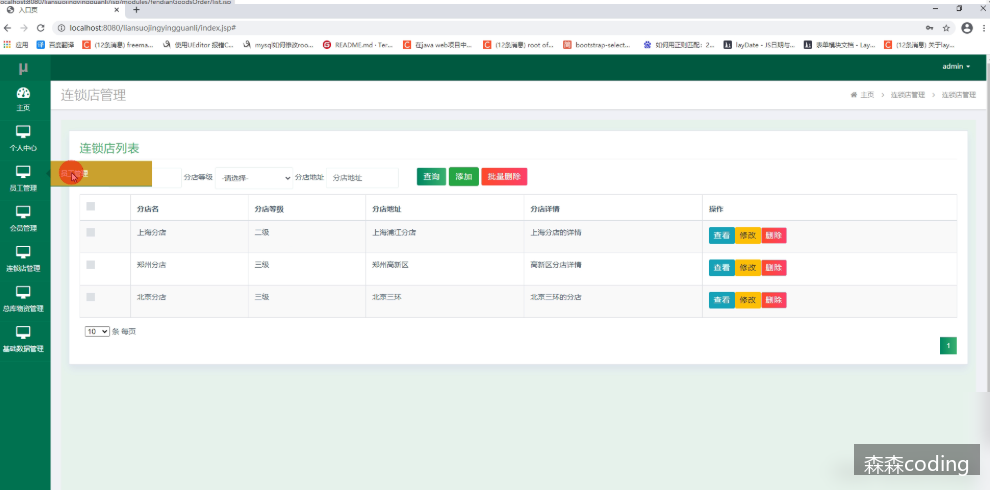 liansuojingyingguanli/jsp/modules/fendianGoodsOrder/list.jsp
入口页
localhost:8080/liansuojingyingguanli/index.jsp#
应用
百度翻译
(12条消息) freema...
使用UEditor 报错C...
mysql如何修改roo...
README.md · Ter...
在java web项目中...
(12条消息) root of...
bootstrap-select...
如何用正则匹配: 2...
layDate - JS日期与...
表单模块文档 - Lay...
(12条消息) 关于lay...
μ
admin
主页
个人中心
员工管理
会员管理
连锁店管理
总库物资管理
基础数据管理
连锁店管理
主页 > 连锁店管理 > 连锁店管理
连锁店列表
员工管理
分店等级 -请选择- 分店地址 分店地址 查询 添加 批量删除
分店名 分店等级 分店地址 分店详情 操作
上海分店 二级 上海浦江分店 上海分店的详情 查看 修改 删除
郑州分店 三级 郑州高新区 高新区分店详情 查看 修改 删除
北京分店 三级 北京三环 北京三环的分店 查看 修改 删除
10 条 每页
1
森森coding